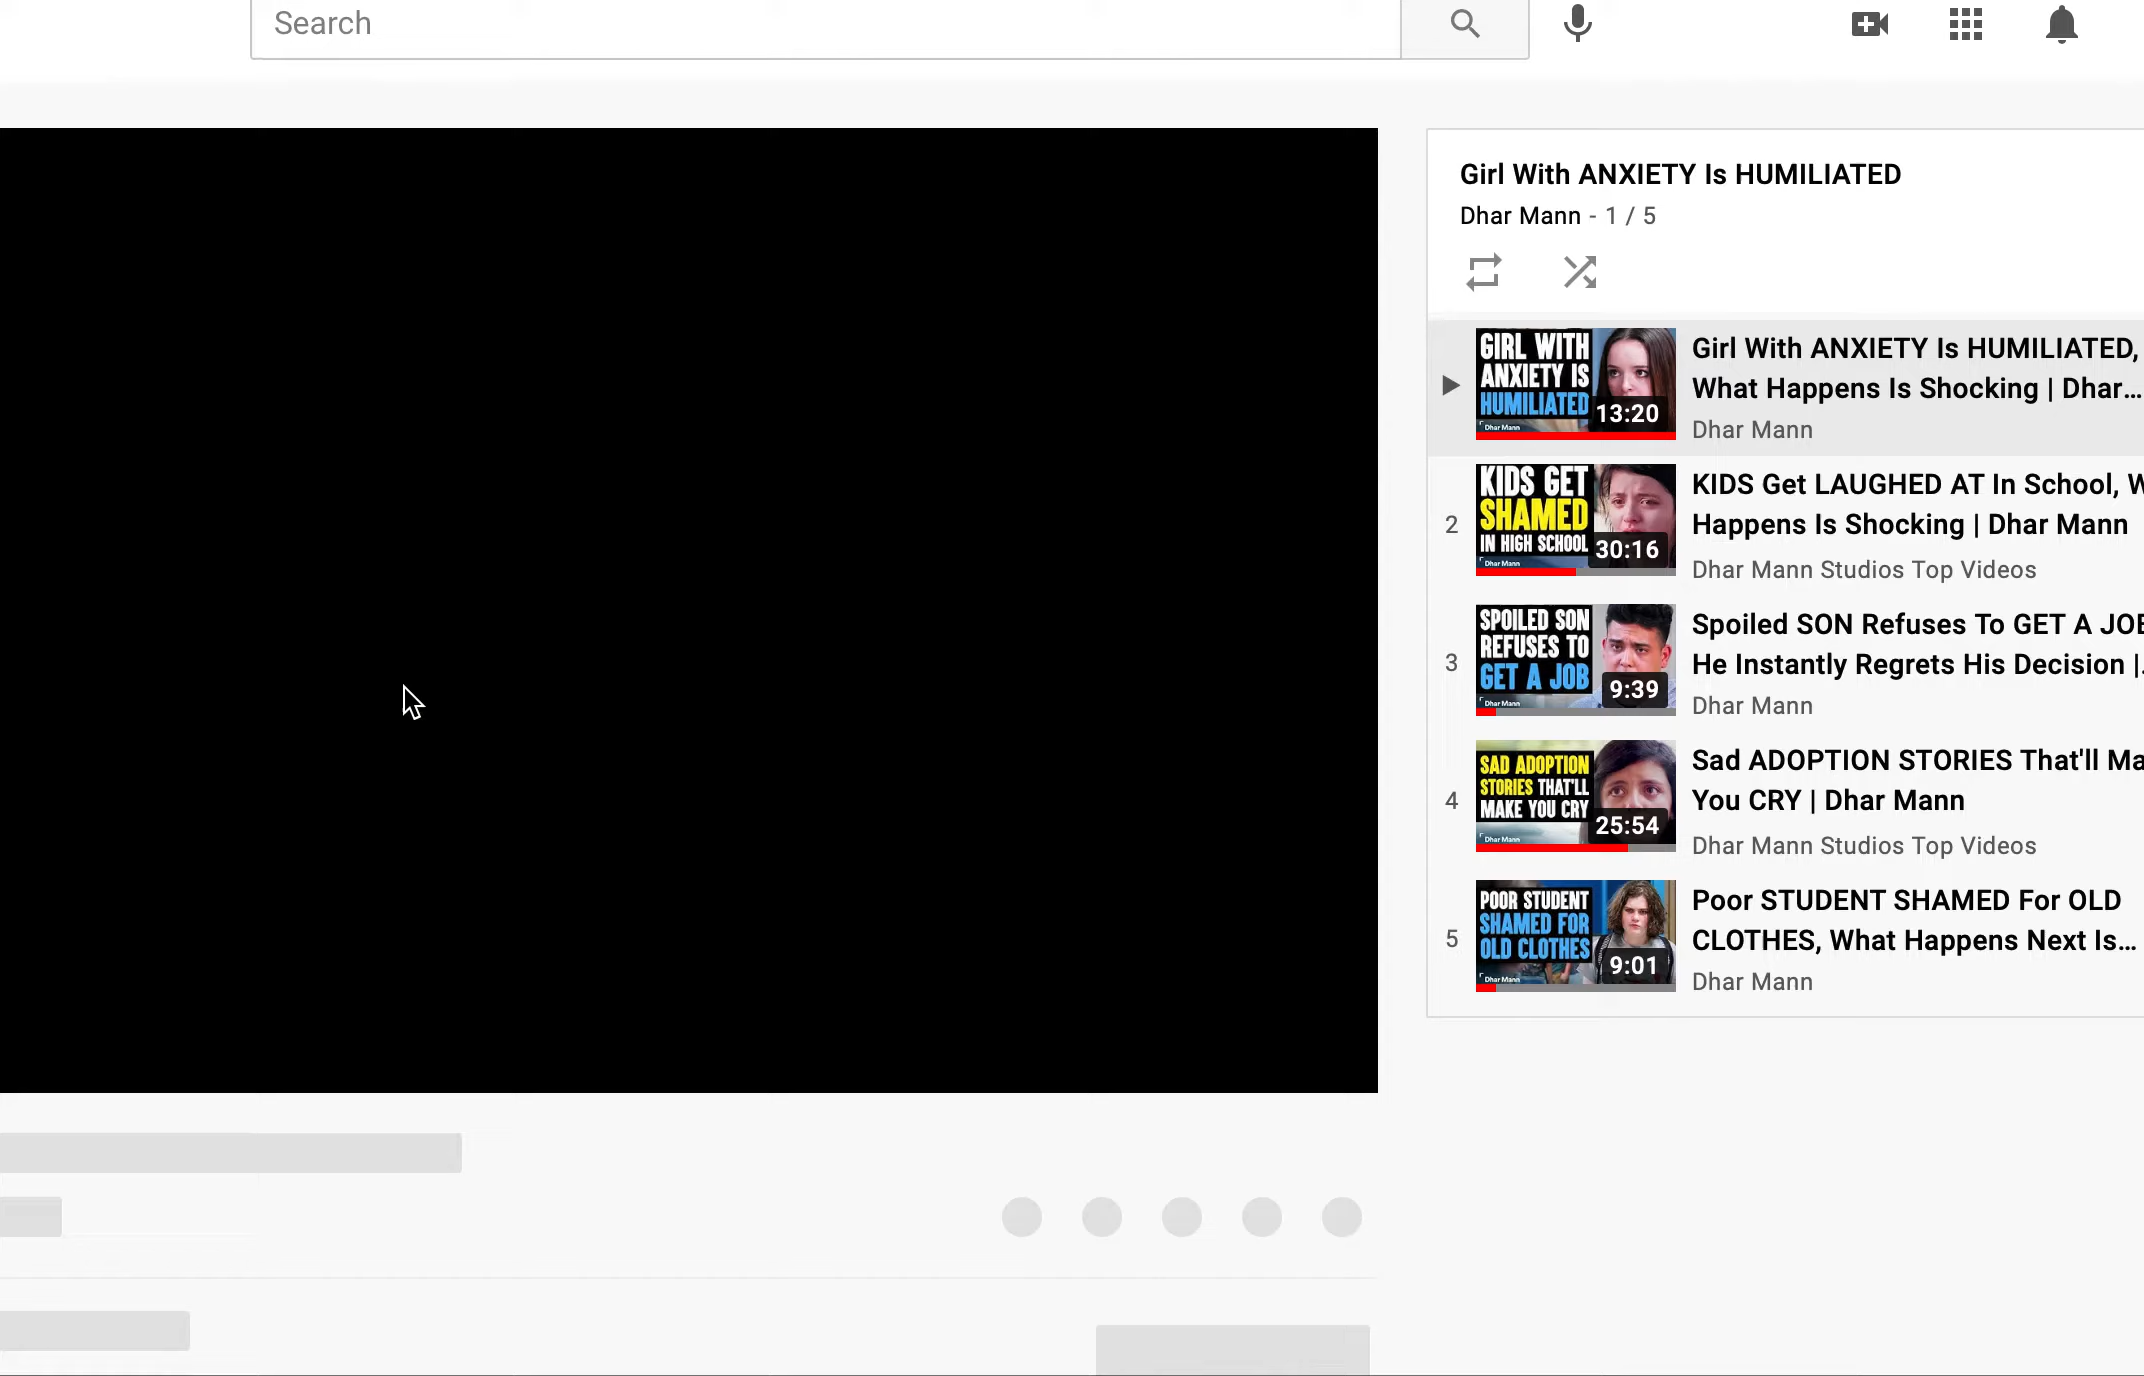 Search
Girl With ANXIETY Is HUMILIATED
Dhar Mann - 1 / 5
GIRL WITH
ANXIETY IS
HUMILIATED
Dhar Mann
13:20
Girl With ANXIETY Is HUMILIATED,
What Happens Is Shocking | Dhar...
Dhar Mann
2
KIDS GET
SHAMED
IN HIGH SCHOOL
Dhar Mann
30:16
KIDS Get LAUGHED AT In School, W
Happens Is Shocking | Dhar Mann
Dhar Mann Studios Top Videos
3
SPOILED SON
REFUSES TO
GET A JOB
Dhar Mann
9:39
Spoiled SON Refuses To GET A JOB
He Instantly Regrets His Decision |.
Dhar Mann
4
SAD ADOPTION
STORIES THAT'LL
MAKE YOU CRY
Dhar Mann
25:54
Sad ADOPTION STORIES That'll Ma
You CRY | Dhar Mann
Dhar Mann Studios Top Videos
5
POOR STUDENT
SHAMED FOR
OLD CLOTHES
Dhar Mann
9:01
Poor STUDENT SHAMED For OLD
CLOTHES, What Happens Next Is...
Dhar Mann